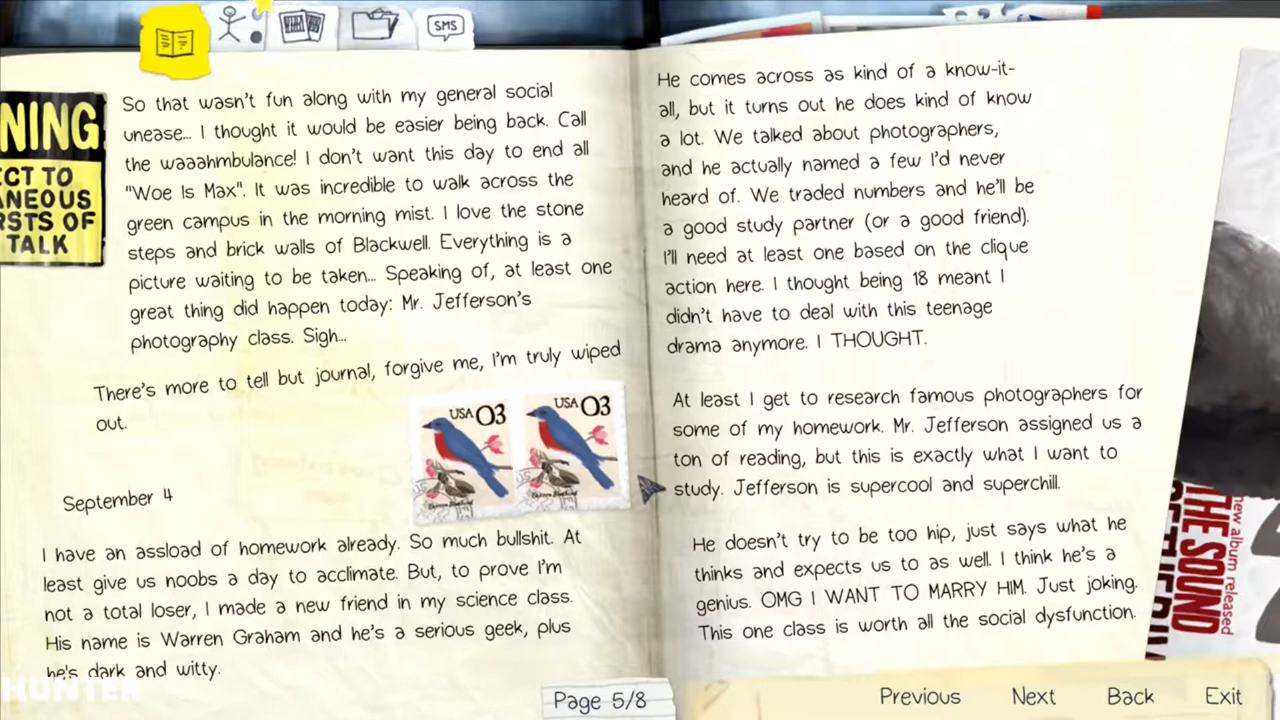 SMS
NING
ECT TO
ANEOUS
RSTS OF
TALK
So that wasn't fun along with my general social
unease... I thought it would be easier being back. Call
the waaahmbulance! I don't want this day to end all
"Woe Is Max". It was incredible to walk across the
green campus in the morning mist. I love the stone
steps and brick walls of Blackwell. Everything is a
picture waiting to be taken... Speaking of, at least one
great thing did happen today: Mr. Jefferson's
photography class. Sigh...
There's more to tell but journal, forgive me, I'm truly wiped
out.
USA 03
USA 03
September 4
I have an assload of homework already. So much bullshit. At
least give us noobs a day to acclimate. But, to prove I'm
not a total loser, I made a new friend in my science class.
His name is Warren Graham and he's a serious geek, plus
he's dark and witty.
HUNTER
He comes across as kind of a know-it-
all, but it turns out he does kind of know
a lot. We talked about photographers,
and he actually named a few I'd never
heard of. We traded numbers and he'll be
a good study partner (or a good friend).
I'll need at least one based on the clique
action here. I thought being 18 meant I
didn't have to deal with this teenage
drama anymore. I THOUGHT.
At least I get to research famous photographers for
some of my homework. Mr. Jefferson assigned us a
ton of reading, but this is exactly what I want to
study. Jefferson is supercool and superchill.
He doesn't try to be too hip, just says what he
thinks and expects us to as well. I think he's a
genius. OMG I WANT TO MARRY HIM. Just joking.
This one class is worth all the social dysfunction.
new album released
THE SOUND
Page 5/8
Previous Next Back Exit